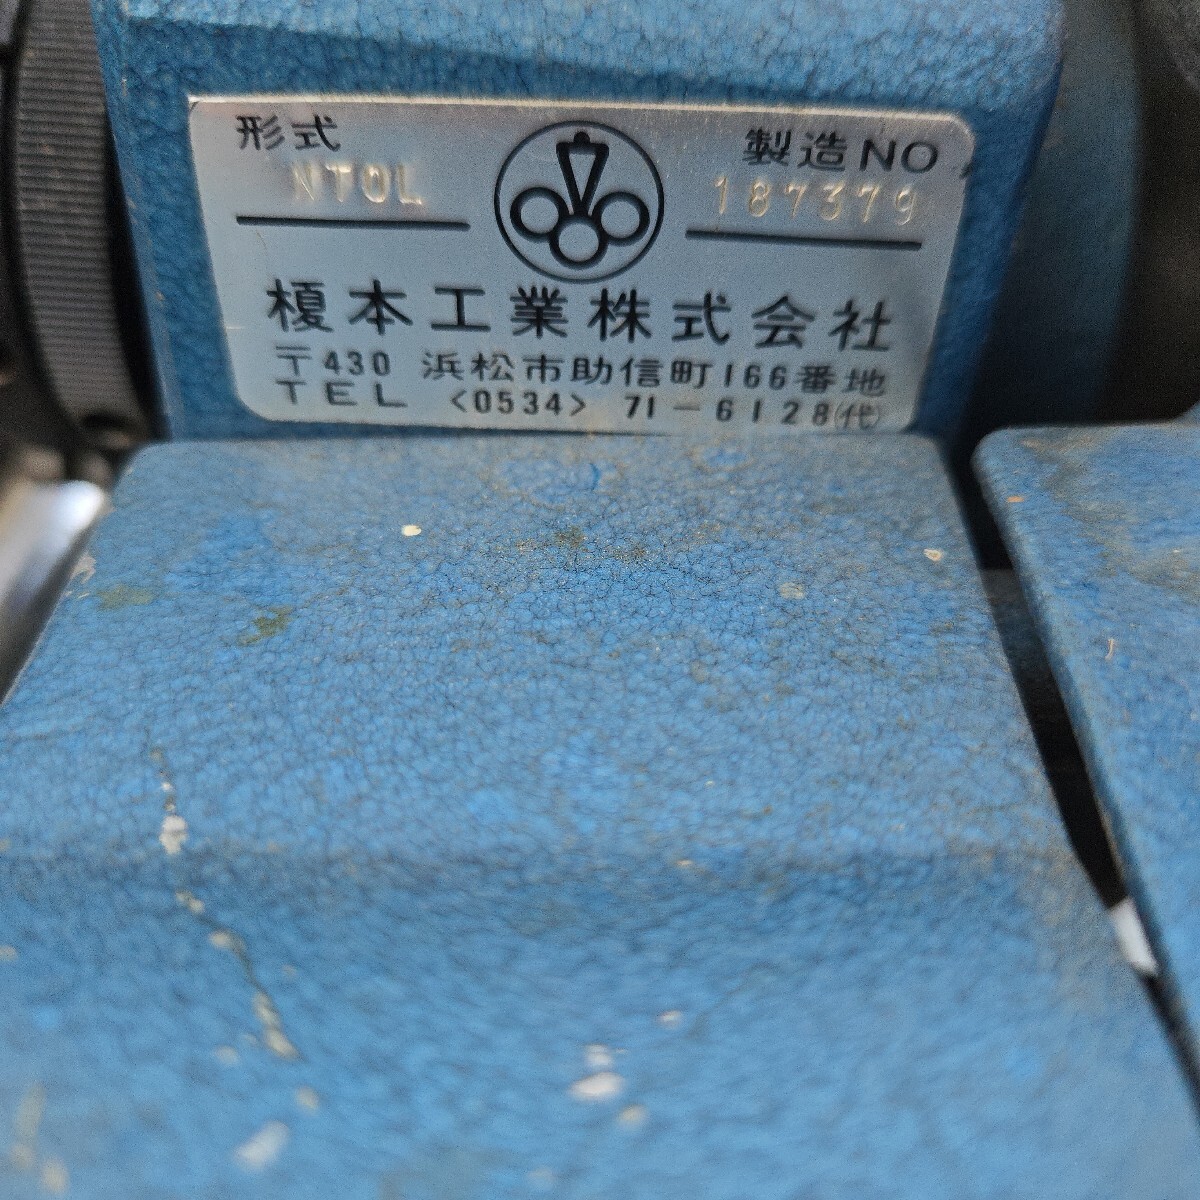 形式 製造NO
NTOL 187379
榎本工業株式会社
〒430 浜松市助信町166番地
TEL <0534> 71-6128(代)